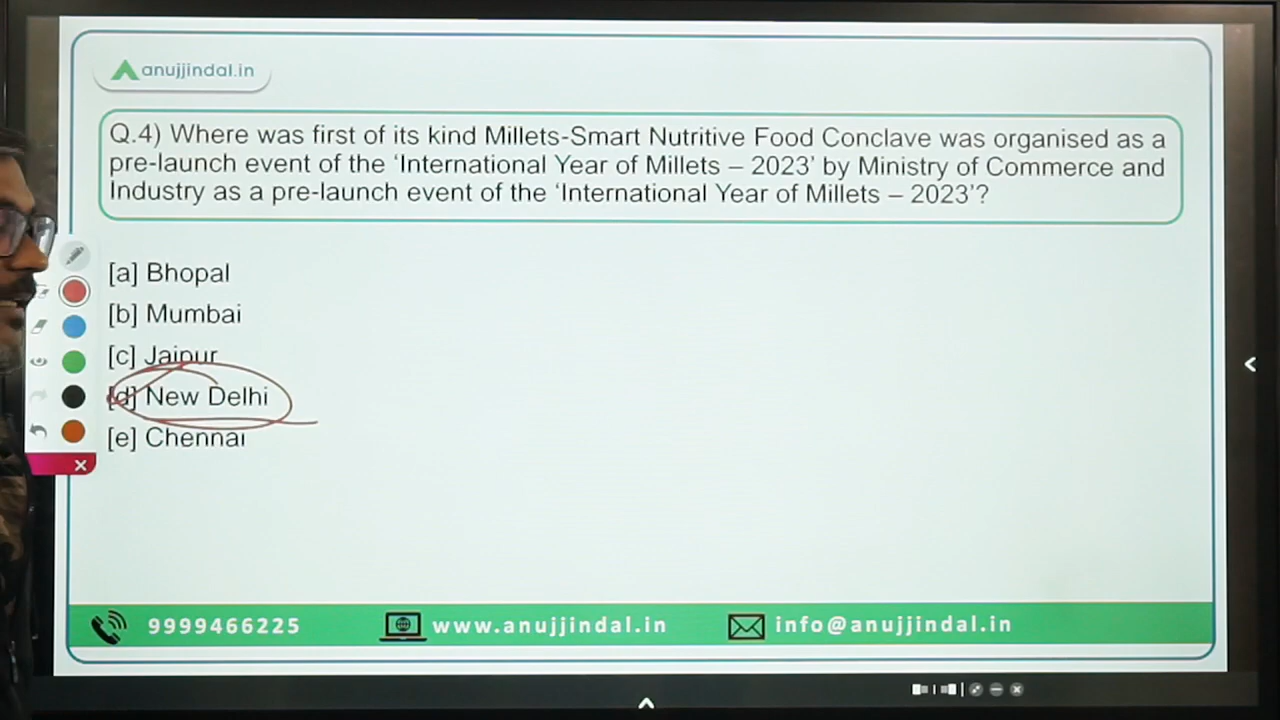 anujjindal.in
Q.4) Where was first of its kind Millets-Smart Nutritive Food Conclave was organised as a
pre-launch event of the ‘International Year of Millets – 2023’ by Ministry of Commerce and
Industry as a pre-launch event of the ‘International Year of Millets – 2023’?
[a] Bhopal
[b] Mumbai
[c] Jaipur
[d] New Delhi
[e] Chennai
9999466225 www.anujjindal.in info@anujjindal.in